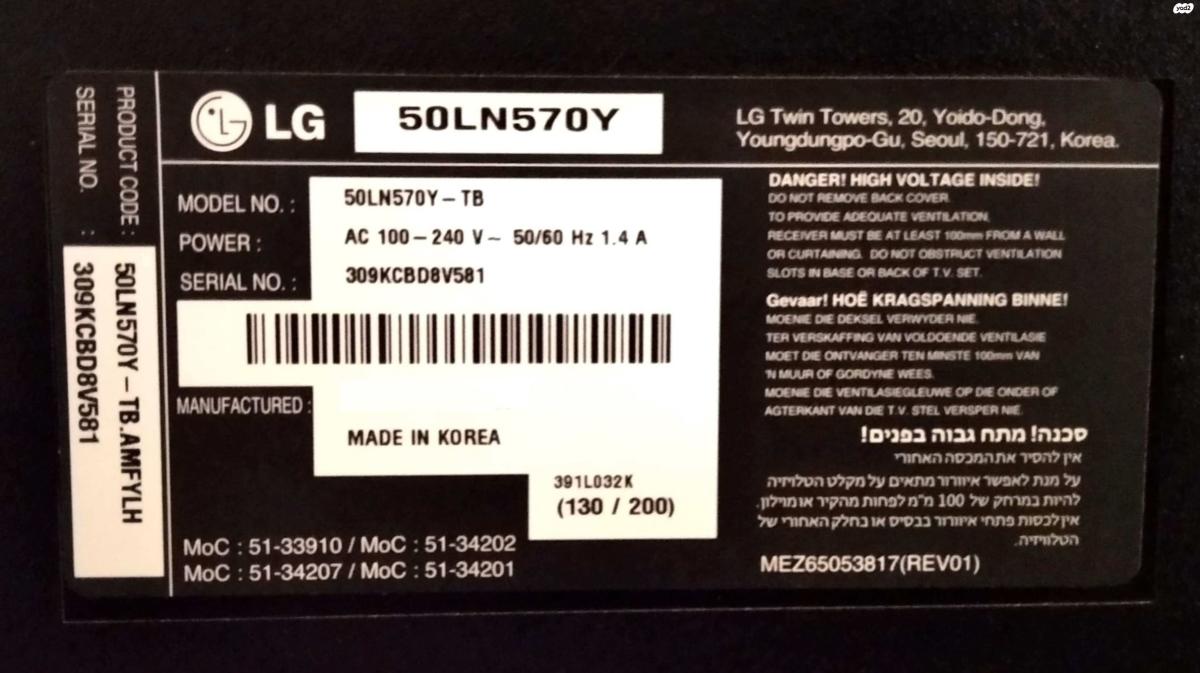 yad2
PRODUCT CODE : 50LN570Y-TB.AMFYLH
SERIAL NO. : 309KCBD8V581
LG
50LN570Y
LG Twin Towers, 20, Yoido-Dong,
Youngdungpo-Gu, Seoul, 150-721, Korea.
MODEL NO. : 50LN570Y-TB
POWER : AC 100-240 V~ 50/60 Hz 1.4 A
SERIAL NO. : 309KCBD8V581
MANUFACTURED :
MADE IN KOREA
391L032K
(130 / 200)
MoC : 51-33910 / MoC : 51-34202
MoC : 51-34207 / MoC : 51-34201
DANGER! HIGH VOLTAGE INSIDE!
DO NOT REMOVE BACK COVER.
TO PROVIDE ADEQUATE VENTILATION,
RECEIVER MUST BE AT LEAST 100mm FROM A WALL
OR CURTAINING. DO NOT OBSTRUCT VENTILATION
SLOTS IN BASE OR BACK OF T.V. SET.
Gevaar! HOË KRAGSPANNING BINNE!
MOENIE DIE DEKSEL VERWYDER NIE.
TER VERSKAFFING VAN VOLDOENDE VENTILASIE
MOET DIE ONTVANGER TEN MINSTE 100mm VAN
'N MUUR OF GORDYNE WEES.
MOENIE DIE VENTILASIEGLEUWE OP DIE ONDER OF
AGTERKANT VAN DIE T.V. STEL VERSPER NIE.
סכנה! מתח גבוה בפנים!
אין להסיר את המכסה האחורי
על מנת לאפשר איוורור מתאים על מקלט הטלויזיה
להיות במרחק של 100 מ"מ לפחות מהקיר או מוילון.
אין לכסות פתחי איוורור בבסיס או בחלק האחורי של
הטלוויזיה.
MEZ65053817(REV01)